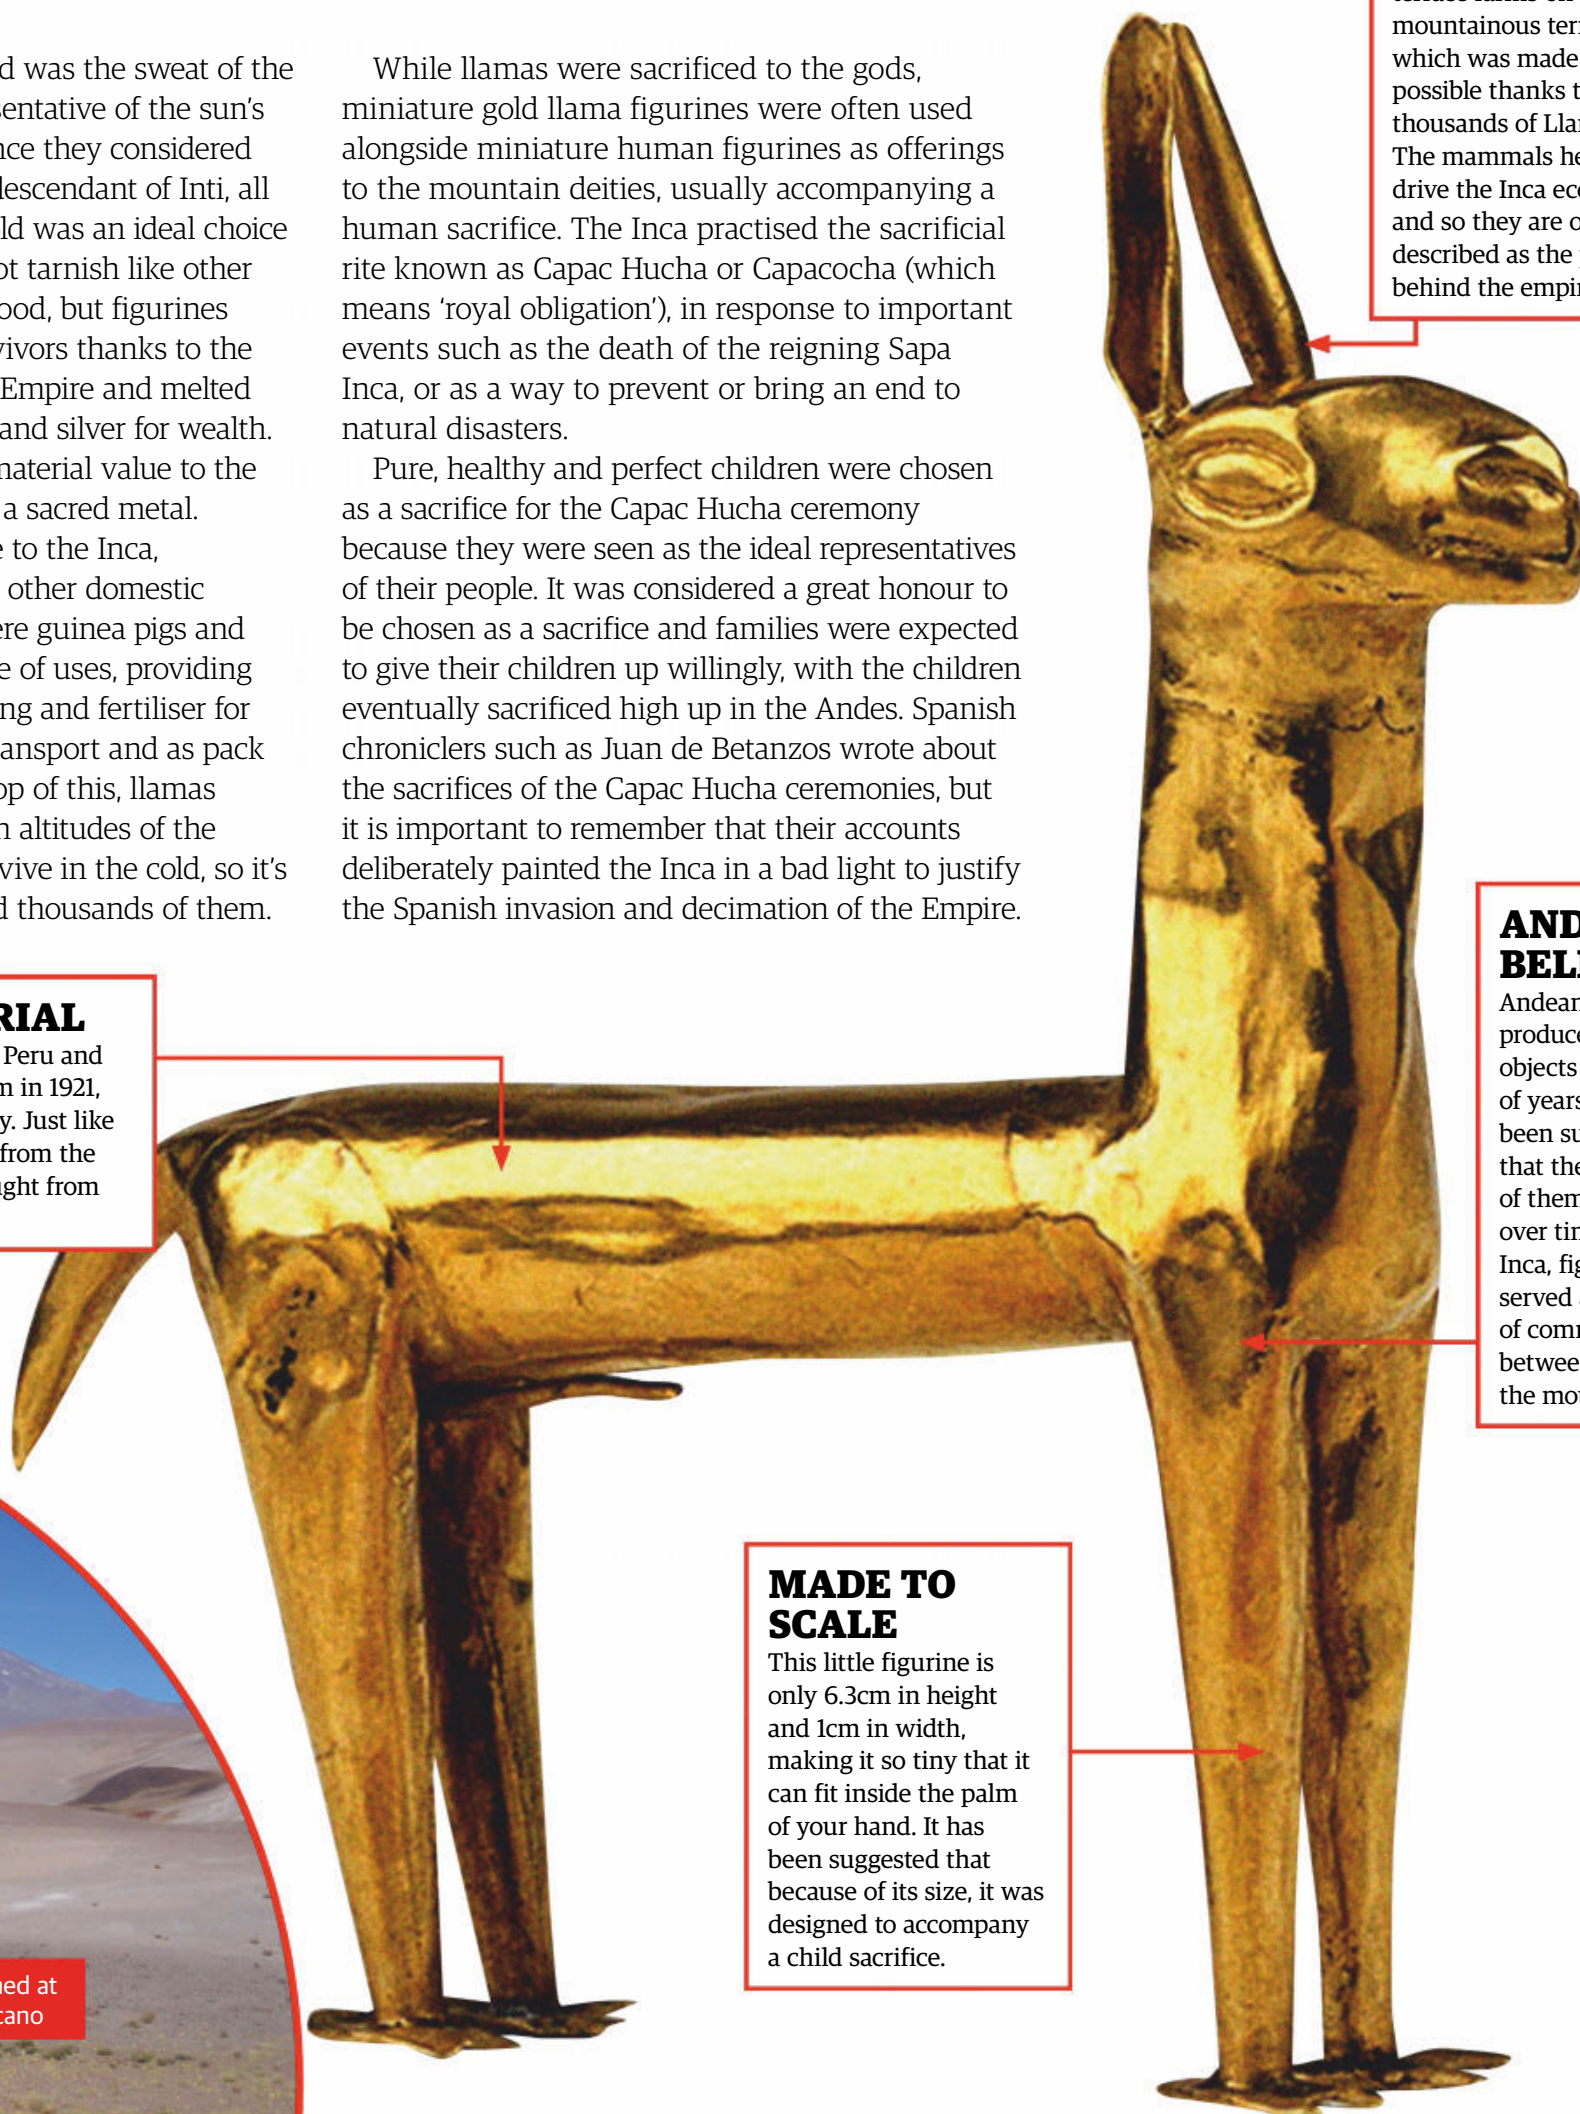 d was the sweat of the
sentative of the sun's
nce they considered
descendant of Inti, all
ld was an ideal choice
ot tarnish like other
ood, but figurines
vivors thanks to the
Empire and melted
and silver for wealth.
material value to the
a sacred metal.
e to the Inca,
other domestic
ere guinea pigs and
e of uses, providing
ng and fertiliser for
ransport and as pack
op of this, llamas
n altitudes of the
vive in the cold, so it's
d thousands of them.
While llamas were sacrificed to the gods,
miniature gold llama figurines were often used
alongside miniature human figurines as offerings
to the mountain deities, usually accompanying a
human sacrifice. The Inca practised the sacrificial
rite known as Capac Hucha or Capacocha (which
means ‘royal obligation’), in response to important
events such as the death of the reigning Sapa
Inca, or as a way to prevent or bring an end to
natural disasters.
Pure, healthy and perfect children were chosen
as a sacrifice for the Capac Hucha ceremony
because they were seen as the ideal representatives
of their people. It was considered a great honour to
be chosen as a sacrifice and families were expected
to give their children up willingly, with the children
eventually sacrificed high up in the Andes. Spanish
chroniclers such as Juan de Betanzos wrote about
the sacrifices of the Capac Hucha ceremonies, but
it is important to remember that their accounts
deliberately painted the Inca in a bad light to justify
the Spanish invasion and decimation of the Empire.
mountainous ter
which was made
possible thanks t
thousands of Lla
The mammals he
drive the Inca eco
and so they are o
described as the
behind the empir
RIAL
Peru and
m in 1921,
y. Just like
from the
ught from
AND
BELI
Andean
produce
objects
of years
been su
that the
of them
over tim
Inca, fig
served
of comm
betwee
the mou
MADE TO
SCALE
This little figurine is
only 6.3cm in height
and 1cm in width,
making it so tiny that it
can fit inside the palm
of your hand. It has
been suggested that
because of its size, it was
designed to accompany
a child sacrifice.
ned at
cano